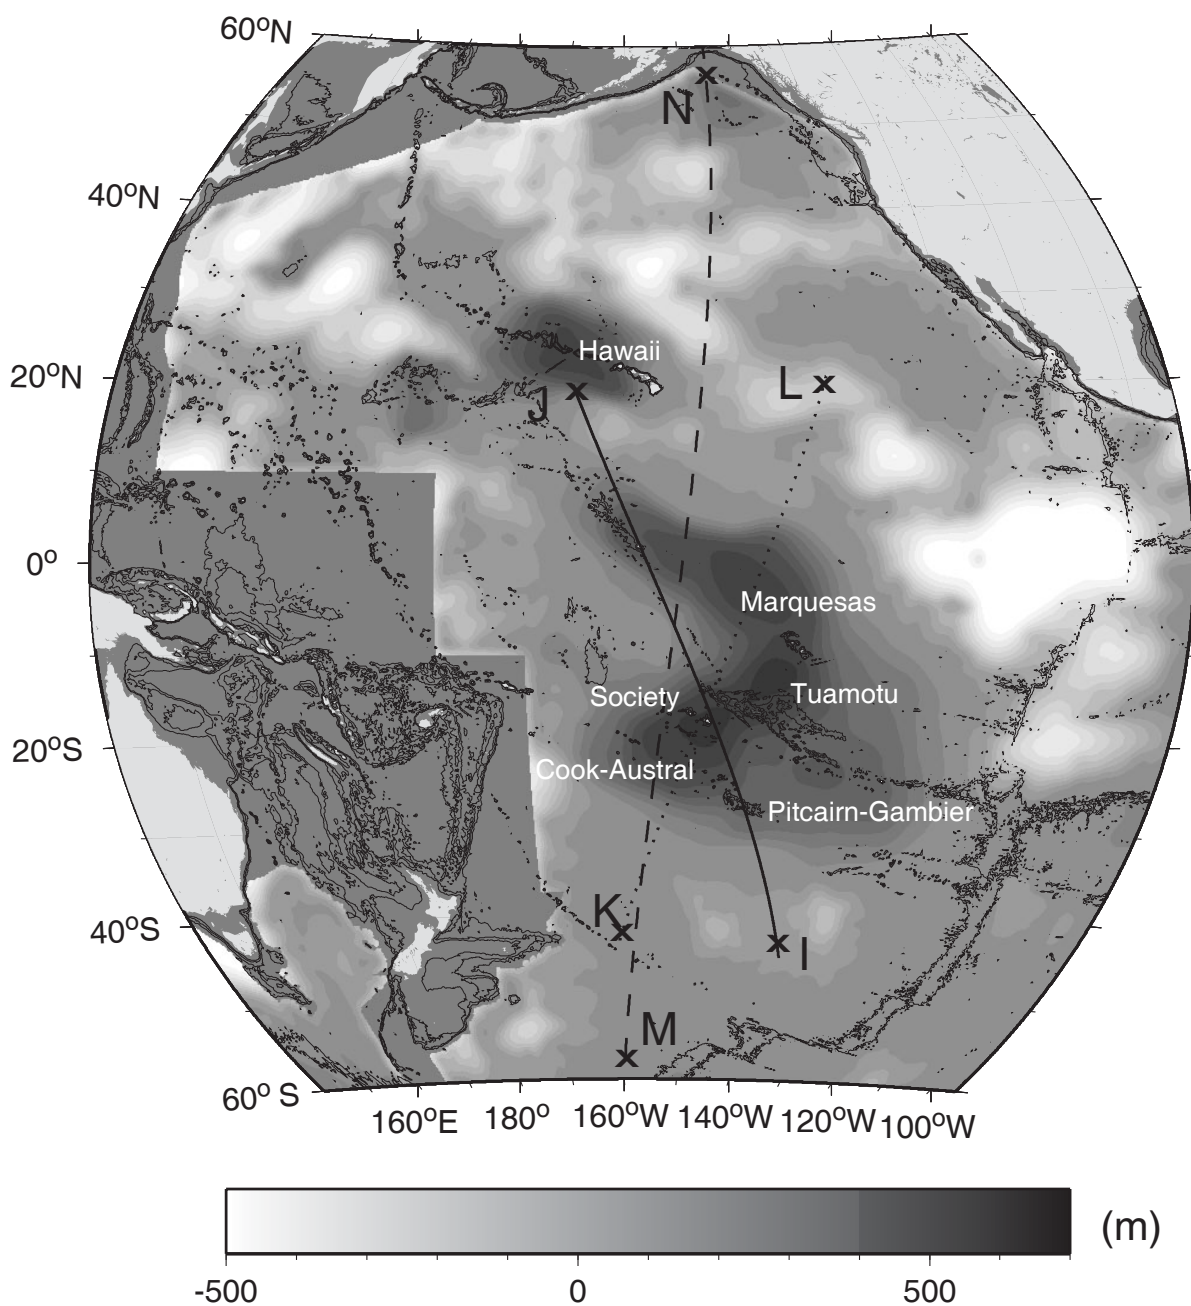 60ºN
N
40ºN
Hawaii
20ºN
J
L
0º
Marquesas
Society
Tuamotu
20ºS
Cook-Austral
Pitcairn-Gambier
K
40ºS
I
M
60º S
160ºE 180º 160ºW 140ºW 120ºW 100ºW
(m)
-500 0 500